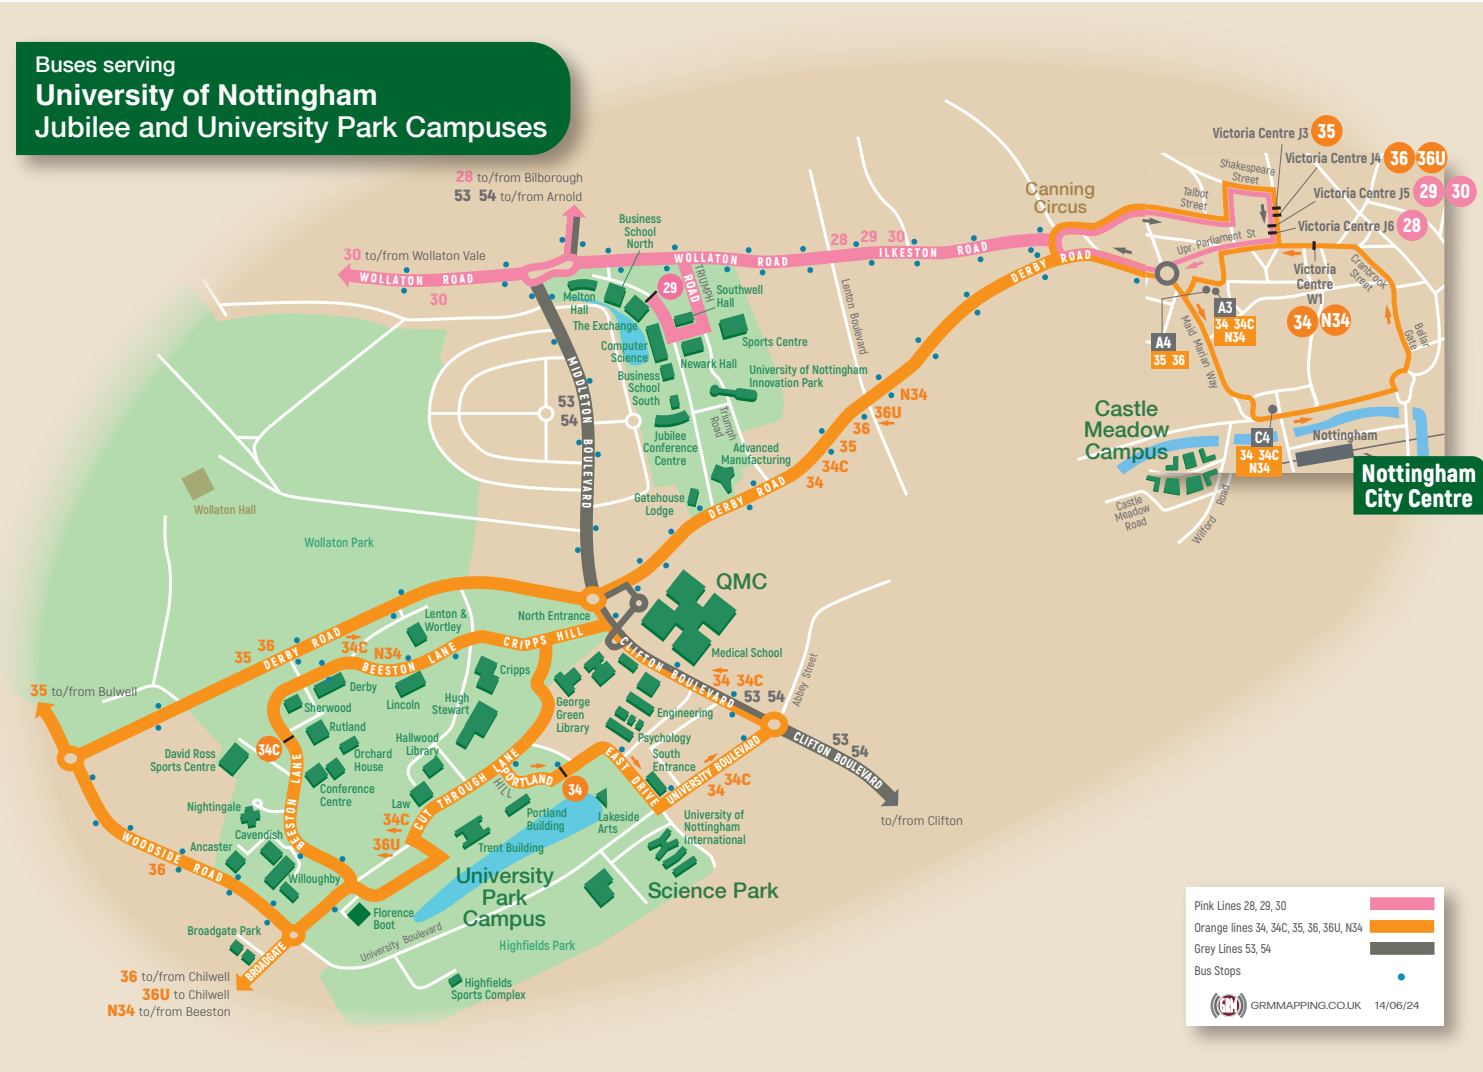 Buses serving
University of Nottingham
Jubilee and University Park Campuses
28 to/from Bilborough
53 54 to/from Arnold
30 to/from Wollaton Vale
WOLLATON ROAD
30
Business
School
North
WOLLATON ROAD
28 29 30
ILKESTON ROAD
Canning
Circus
DERBY ROAD
Victoria Centre J3 35
Victoria Centre J4 36 36U
Victoria Centre J5 29 30
Victoria Centre J6 28
Shakespeare
Street
Talbot
Street
Upr. Parliament St
Victoria
Centre
W1
34 N34
Cranbrook
Street
Bellar
Gate
A3
34 34C
N34
A4
35 36
Maid Marian Way
C4
34 34C
N34
Nottingham
Nottingham
City Centre
Castle
Meadow
Campus
Castle
Meadow
Road
Wilford Road
Melton
Hall
The Exchange
29
TRIUMPH
ROAD
Southwell
Hall
Computer
Science
Sports Centre
Newark Hall
Business
School
South
University of Nottingham
Innovation Park
Jubilee
Conference
Centre
Triumph
Road
Advanced
Manufacturing
Gatehouse
Lodge
Lenton Boulevard
MIDDLETON BOULEVARD
53
54
N34
36U
36
35
34C
34
DERBY ROAD
Wollaton Hall
Wollaton Park
QMC
North Entrance
Medical School
Lenton &
Wortley
CRIPPS HILL
35 36
DERBY ROAD
34C N34
BEESTON LANE
35 to/from Bulwell
Derby
Sherwood
Lincoln
Cripps
Hugh
Stewart
George
Green
Library
Engineering
Psychology
CLIFTON BOULEVARD
34 34C
53 54
Abbey Street
53
54
CLIFTON BOULEVARD
to/from Clifton
Rutland
Orchard
House
Hallwood
Library
34C
David Ross
Sports Centre
Conference
Centre
BEESTON LANE
Law
CUT THROUGH LANE
PORTLAND
HILL
34
EAST DRIVE
South
Entrance
UNIVERSITY BOULEVARD
34 34C
Nightingale
Cavendish
Ancaster
Willoughby
34C
36U
Portland
Building
Lakeside
Arts
Trent Building
University of
Nottingham
International
Science Park
University
Park
Campus
WOODSIDE ROAD
36
Florence
Boot
Broadgate Park
BROADGATE
University Boulevard
Highfields Park
Highfields
Sports Complex
36 to/from Chilwell
36U to Chilwell
N34 to/from Beeston
Pink Lines 28, 29, 30
Orange lines 34, 34C, 35, 36, 36U, N34
Grey Lines 53, 54
Bus Stops
GRM
GRMMAPPING.CO.UK 14/06/24